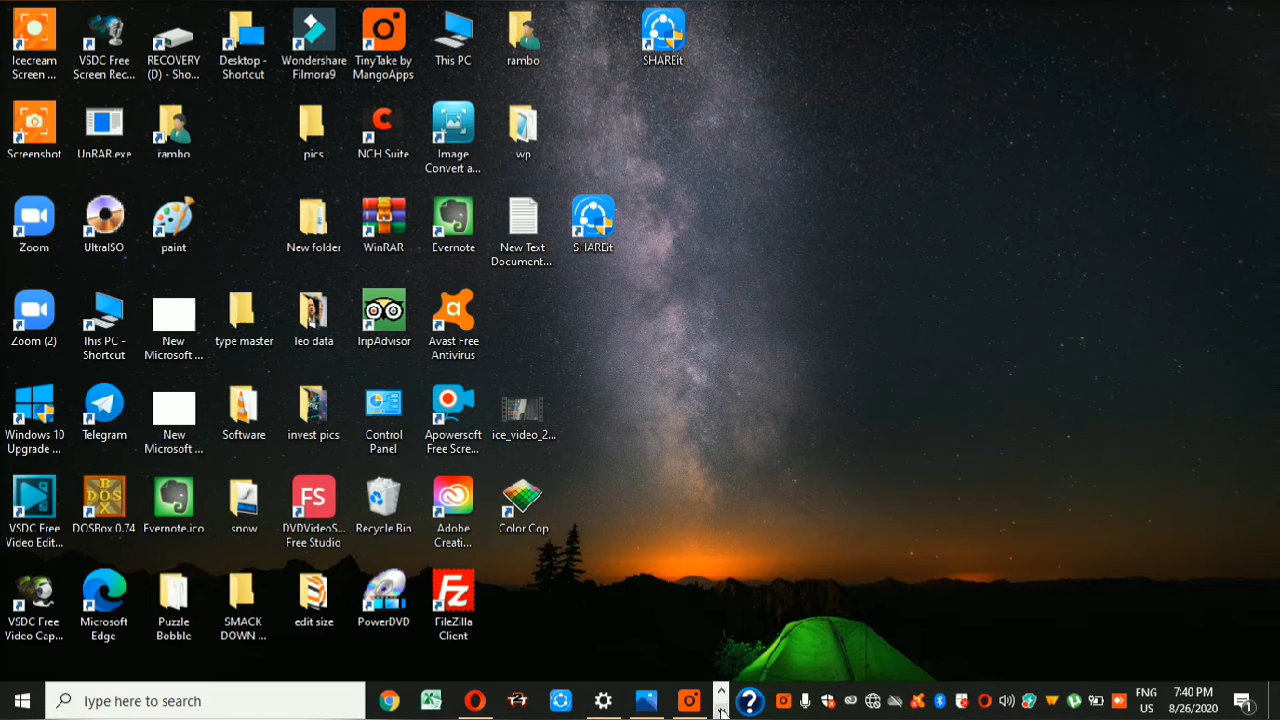 Icecream
Screen ...
VSDC Free
Screen Rec...
RECOVERY
(D) - Sho...
Desktop -
Shortcut
Wondershare
Filmora9
TinyTake by
MangoApps
This PC
rambo
SHAREit
Screenshot
UnRAR.exe
rambo
pics
NCH Suite
Image
Convert a...
wp
Zoom
UltraISO
paint
New folder
WinRAR
Evernote
New Text
Document...
SHAREit
Zoom (2)
This PC -
Shortcut
New
Microsoft ...
type master
leo data
TripAdvisor
Avast Free
Antivirus
Windows 10
Upgrade ...
Telegram
New
Microsoft ...
Software
invest pics
Control
Panel
Apowersoft
Free Scre...
ice_video_2...
VSDC Free
Video Edit...
DOSBox 0.74
Evernote.ico
snow
FS
DVDVideoS...
Free Studio
Recycle Bin
Adobe
Creati...
Color Cop
VSDC Free
Video Cap...
Microsoft
Edge
Puzzle
Bobble
SMACK
DOWN ...
edit size
PowerDVD
FileZilla
Client
Type here to search
ENG
US
7:40 PM
8/26/2020
1